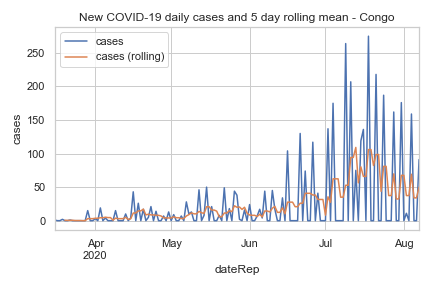 New COVID-19 daily cases and 5 day rolling mean - Congo
cases
cases (rolling)
250
200
150
100
50
0
cases
Apr
2020
May
Jun
Jul
Aug
dateRep